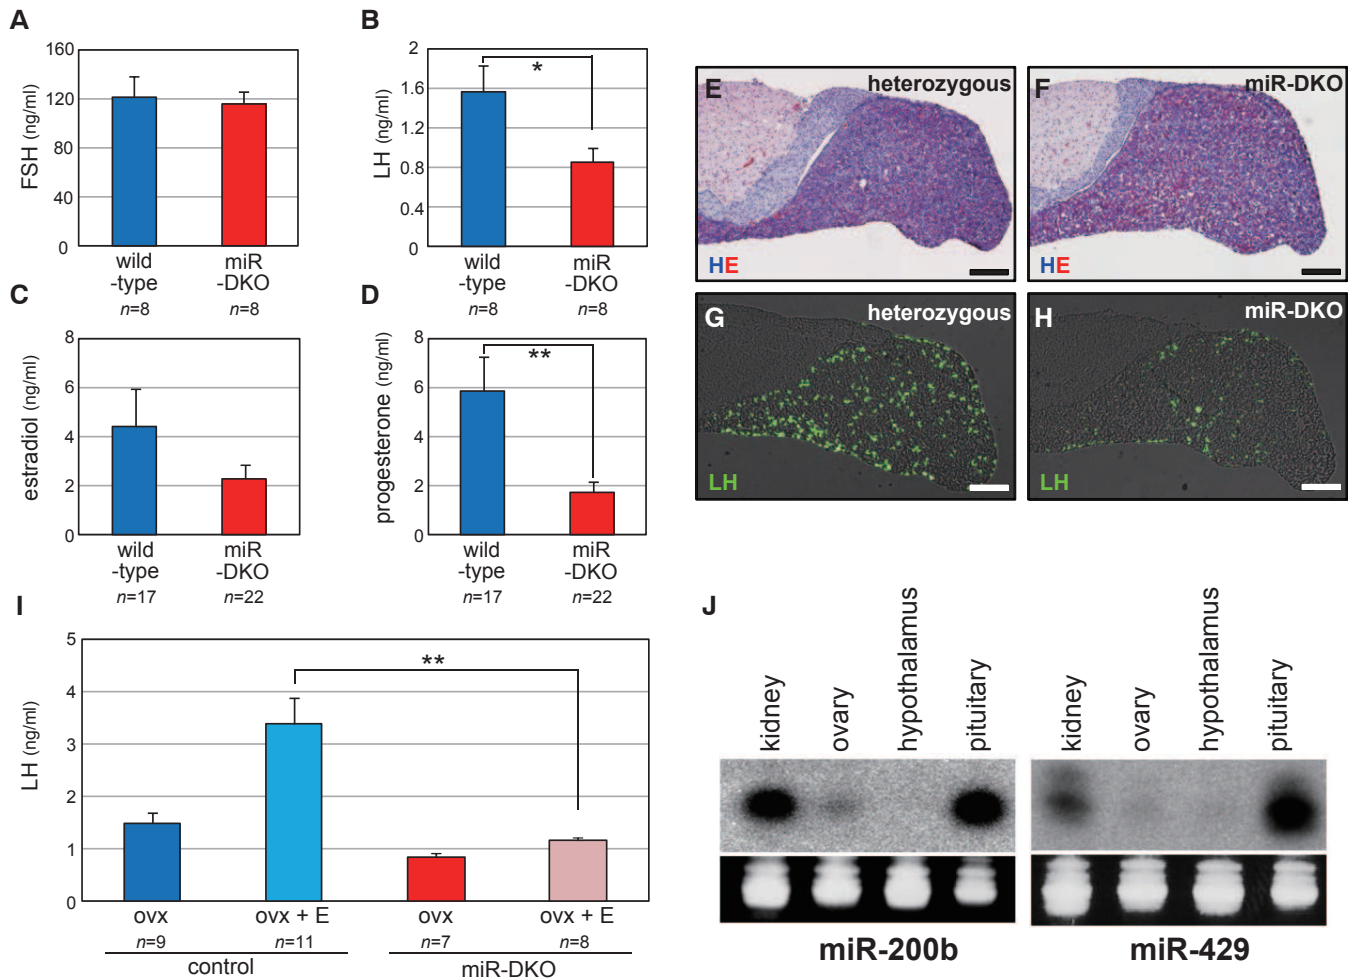 A
FSH (ng/ml)
160
120
80
40
0
wild
-type
miR
-DKO
n=8
n=8
B
LH (ng/ml)
2
1.6
1.2
0.8
0.4
0
*
wild
-type
miR
-DKO
n=8
n=8
C
estradiol (ng/ml)
8
6
4
2
0
wild
-type
miR
-DKO
n=17
n=22
D
progesterone (ng/ml)
8
6
4
2
0
**
wild
-type
miR
-DKO
n=17
n=22
E
heterozygous
HE
F
miR-DKO
HE
G
heterozygous
LH
H
miR-DKO
LH
I
LH (ng/ml)
5
4
3
2
1
0
**
ovx
ovx + E
ovx
ovx + E
n=9
n=11
n=7
n=8
control
miR-DKO
J
kidney
ovary
hypothalamus
pituitary
kidney
ovary
hypothalamus
pituitary
miR-200b
miR-429